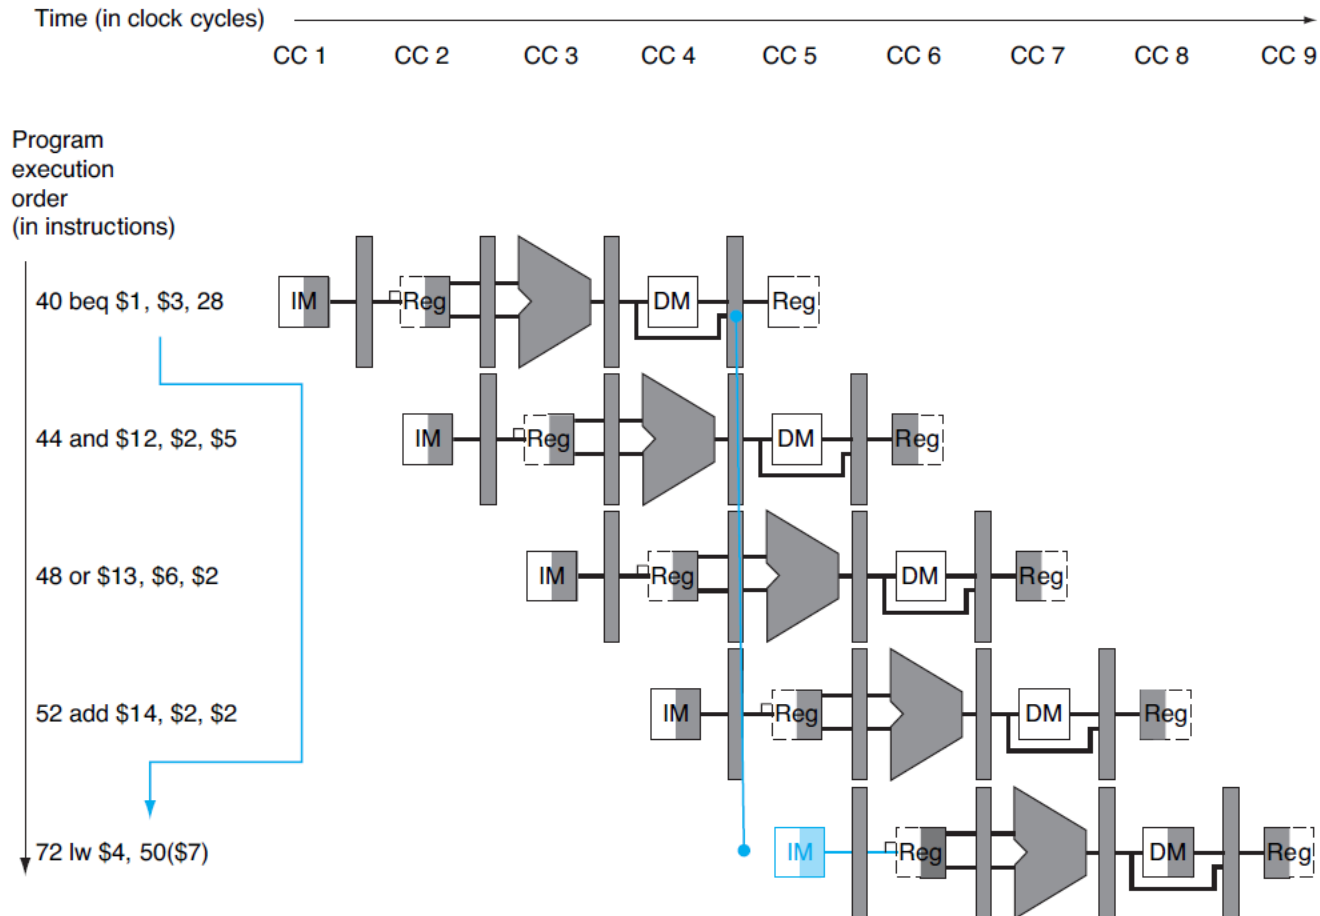 Time (in clock cycles)
CC 1 CC 2 CC 3 CC 4 CC 5 CC 6 CC 7 CC 8 CC 9
Program
execution
order
(in instructions)
40 beq $1, $3, 28
IM Reg DM Reg
44 and $12, $2, $5
IM Reg DM Reg
48 or $13, $6, $2
IM Reg DM Reg
52 add $14, $2, $2
IM Reg DM Reg
72 lw $4, 50($7)
IM Reg DM Reg